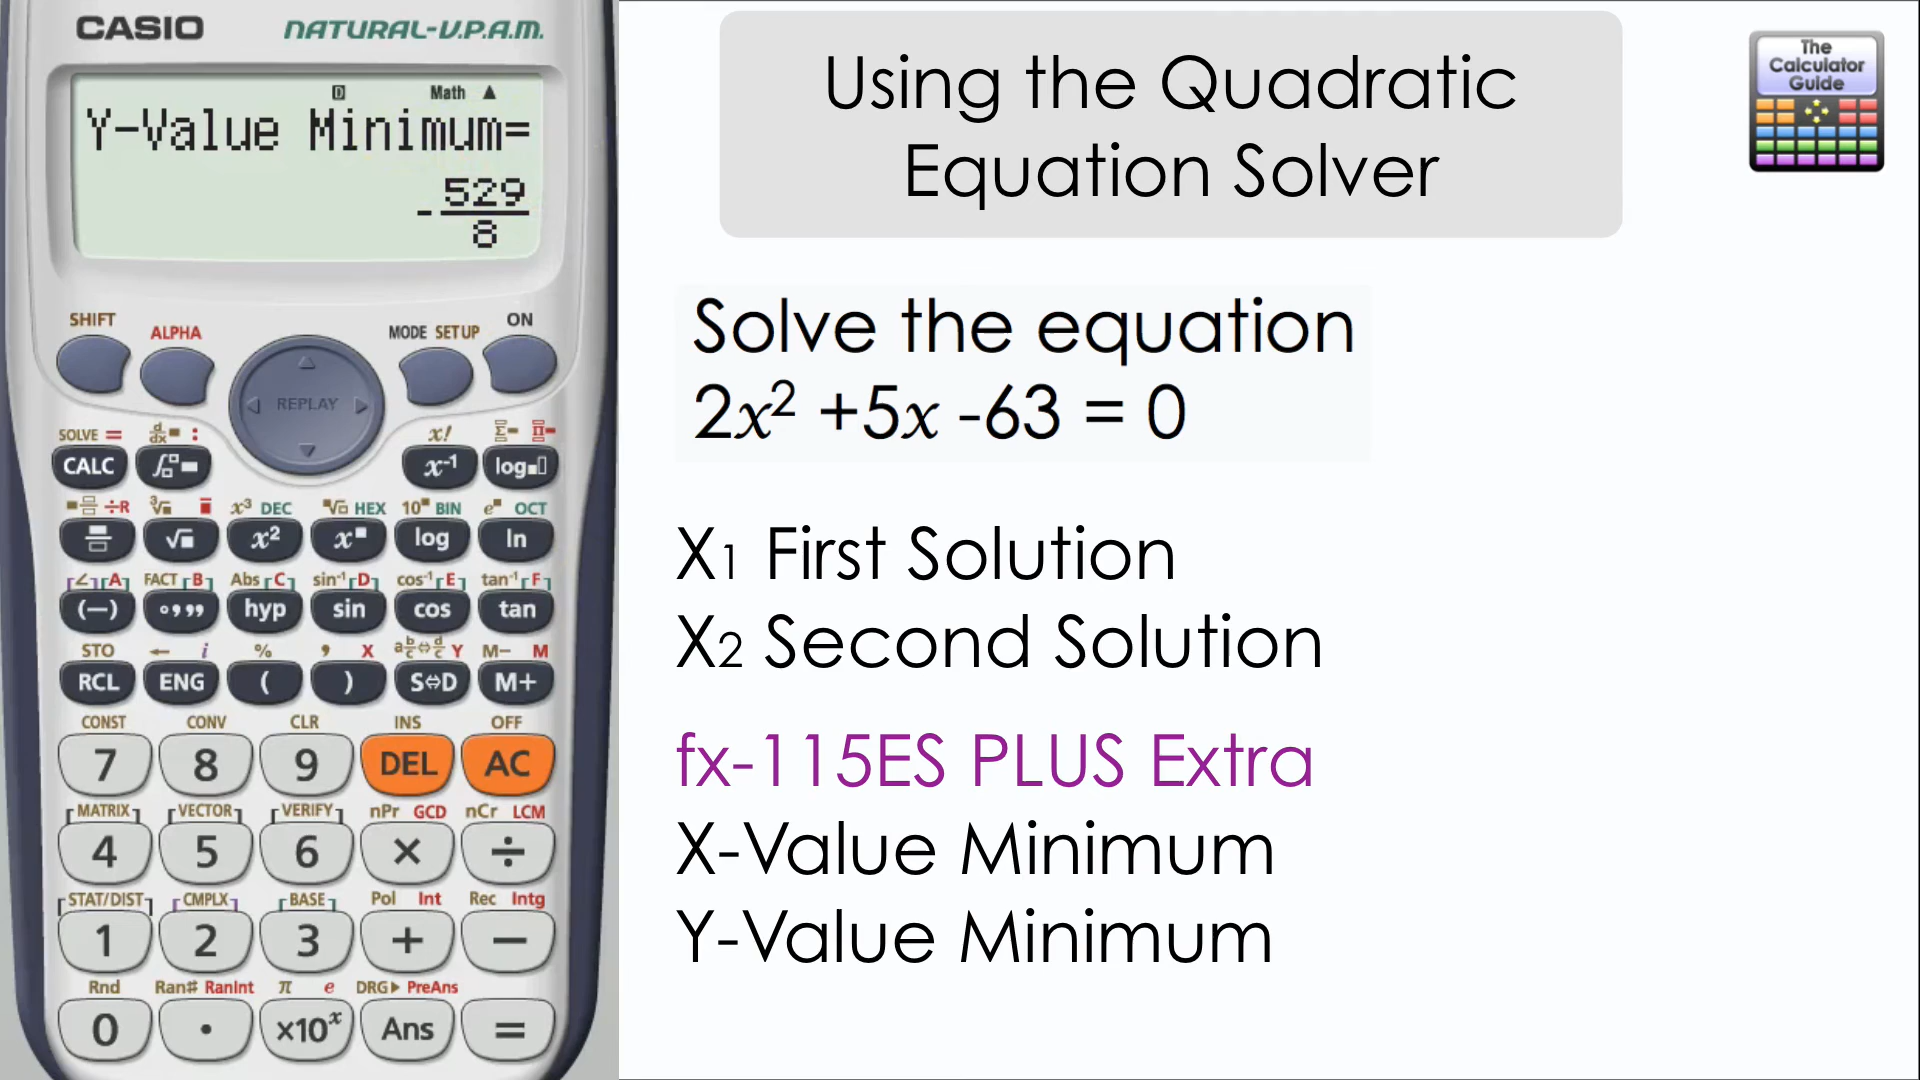 CASIO NATURAL-V.P.A.M.
D Math ▲
Y-Value Minimum=
-529/8
SHIFT ALPHA MODE SETUP ON
REPLAY
SOLVE = d/dx■ : x! Σ■ Π■
CALC ∫■ x⁻¹ log■□
÷R ³√■ x³ DEC ■√□ HEX 10■ BIN e■ OCT
√■ x² x■ log ln
∠ A FACT B Abs C sin⁻¹ D cos⁻¹ E tan⁻¹ F
(−) °,,, hyp sin cos tan
STO ← i % , X a b/c⇔d/c Y M− M
RCL ENG ( ) S⇔D M+
CONST CONV CLR INS OFF
7 8 9 DEL AC
MATRIX VECTOR VERIFY nPr GCD nCr LCM
4 5 6 × ÷
STAT/DIST CMPLX BASE Pol Int Rec Intg
1 2 3 + −
Rnd Ran# RanInt π e DRG▶ PreAns
0 • ×10ˣ Ans =
Using the Quadratic
Equation Solver
The
Calculator
Guide
Solve the equation
2x² +5x -63 = 0
X₁ First Solution
X₂ Second Solution
fx-115ES PLUS Extra
X-Value Minimum
Y-Value Minimum